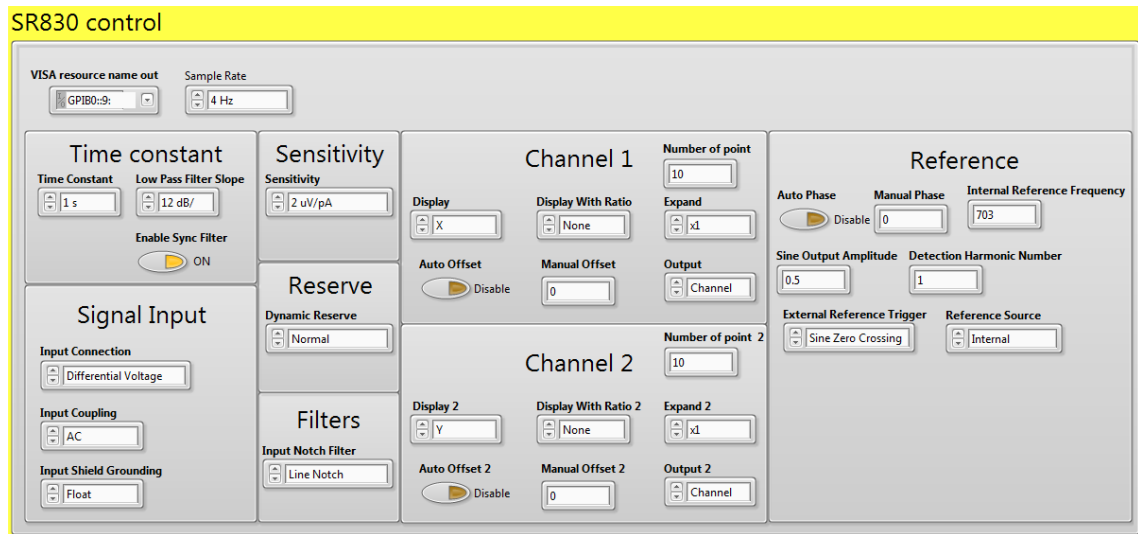 SR830 control
VISA resource name out
Sample Rate
GPIB0::9:
4 Hz
Time constant
Time Constant
Low Pass Filter Slope
1 s
12 dB/
Enable Sync Filter
ON
Signal Input
Input Connection
Differential Voltage
Input Coupling
AC
Input Shield Grounding
Float
Sensitivity
Sensitivity
2 uV/pA
Reserve
Dynamic Reserve
Normal
Filters
Input Notch Filter
Line Notch
Channel 1
Number of point
10
Display
Display With Ratio
Expand
X
None
x1
Auto Offset
Manual Offset
Output
Disable
0
Channel
Channel 2
Number of point 2
10
Display 2
Display With Ratio 2
Expand 2
Y
None
x1
Auto Offset 2
Manual Offset 2
Output 2
Disable
0
Channel
Reference
Auto Phase
Manual Phase
Internal Reference Frequency
Disable
0
703
Sine Output Amplitude
Detection Harmonic Number
0.5
1
External Reference Trigger
Reference Source
Sine Zero Crossing
Internal